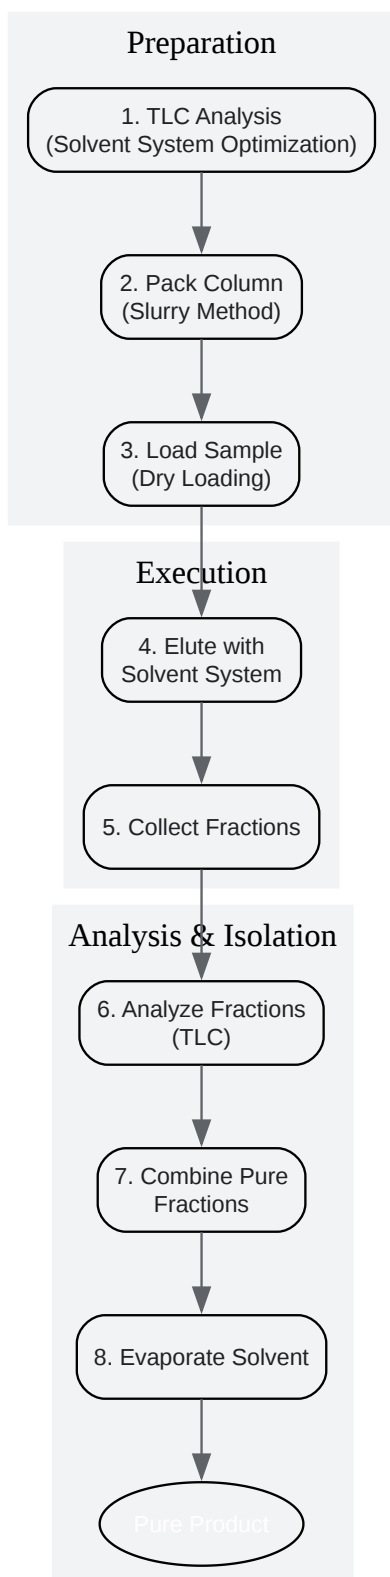 Preparation
1. TLC Analysis
(Solvent System Optimization)
2. Pack Column
(Slurry Method)
3. Load Sample
(Dry Loading)
Execution
4. Elute with
Solvent System
5. Collect Fractions
Analysis & Isolation
6. Analyze Fractions
(TLC)
7. Combine Pure
Fractions
8. Evaporate Solvent
Pure Product